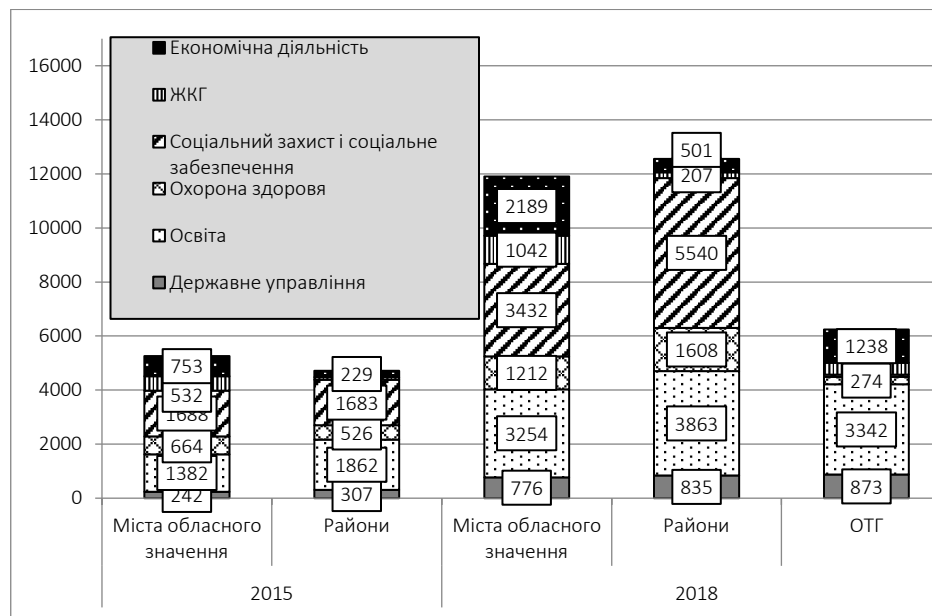 Економічна діяльність
ЖКГ
Соціальний захист і соціальне
забезпечення
Охорона здоровя
Освіта
Державне управління
16000
14000
12000
10000
8000
6000
4000
2000
0
753
532
1688
664
1382
242
229
1683
526
1862
307
2189
1042
3432
1212
3254
776
501
207
5540
1608
3863
835
1238
274
3342
873
Міста обласного
значення
Райони
Міста обласного
значення
Райони
ОТГ
2015
2018